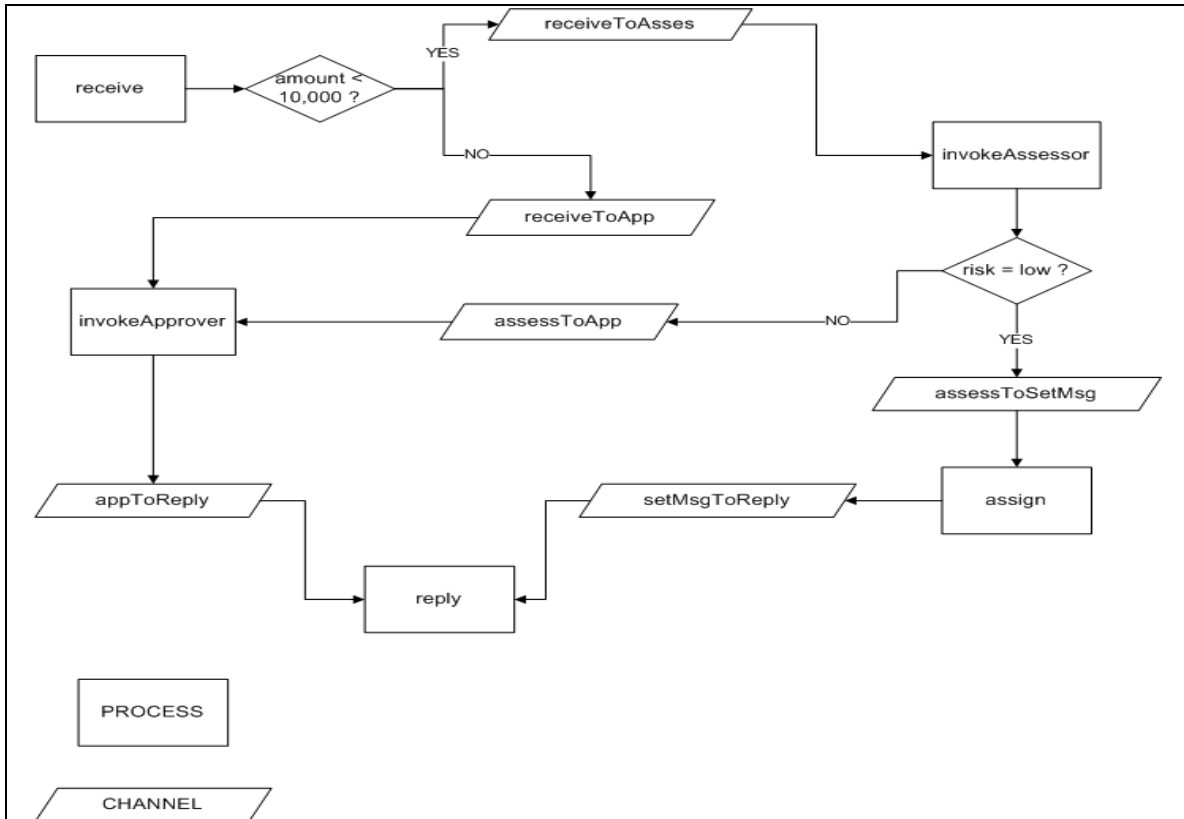 receiveToAsses
YES
receive
amount <
10,000 ?
invokeAssessor
NO
receiveToApp
risk = low ?
invokeApprover
assessToApp
NO
YES
assessToSetMsg
appToReply
setMsgToReply
assign
reply
PROCESS
CHANNEL